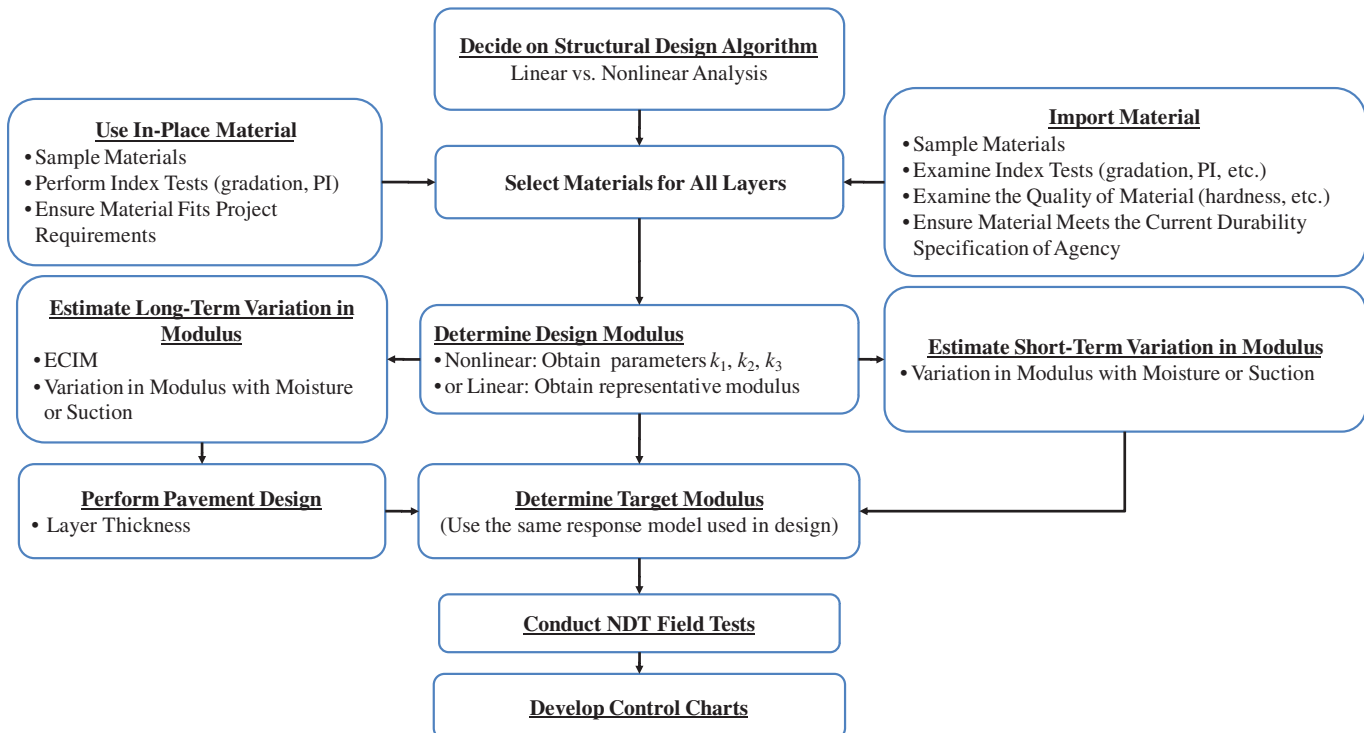 Decide on Structural Design Algorithm
Linear vs. Nonlinear Analysis
Use In-Place Material
• Sample Materials
• Perform Index Tests (gradation, PI)
• Ensure Material Fits Project
Requirements
Select Materials for All Layers
Import Material
• Sample Materials
• Examine Index Tests (gradation, PI, etc.)
• Examine the Quality of Material (hardness, etc.)
• Ensure Material Meets the Current Durability
Specification of Agency
Estimate Long-Term Variation in
Modulus
• ECIM
• Variation in Modulus with Moisture
or Suction
Determine Design Modulus
• Nonlinear: Obtain parameters k1, k2, k3
• or Linear: Obtain representative modulus
Estimate Short-Term Variation in Modulus
• Variation in Modulus with Moisture or Suction
Perform Pavement Design
• Layer Thickness
Determine Target Modulus
(Use the same response model used in design)
Conduct NDT Field Tests
Develop Control Charts